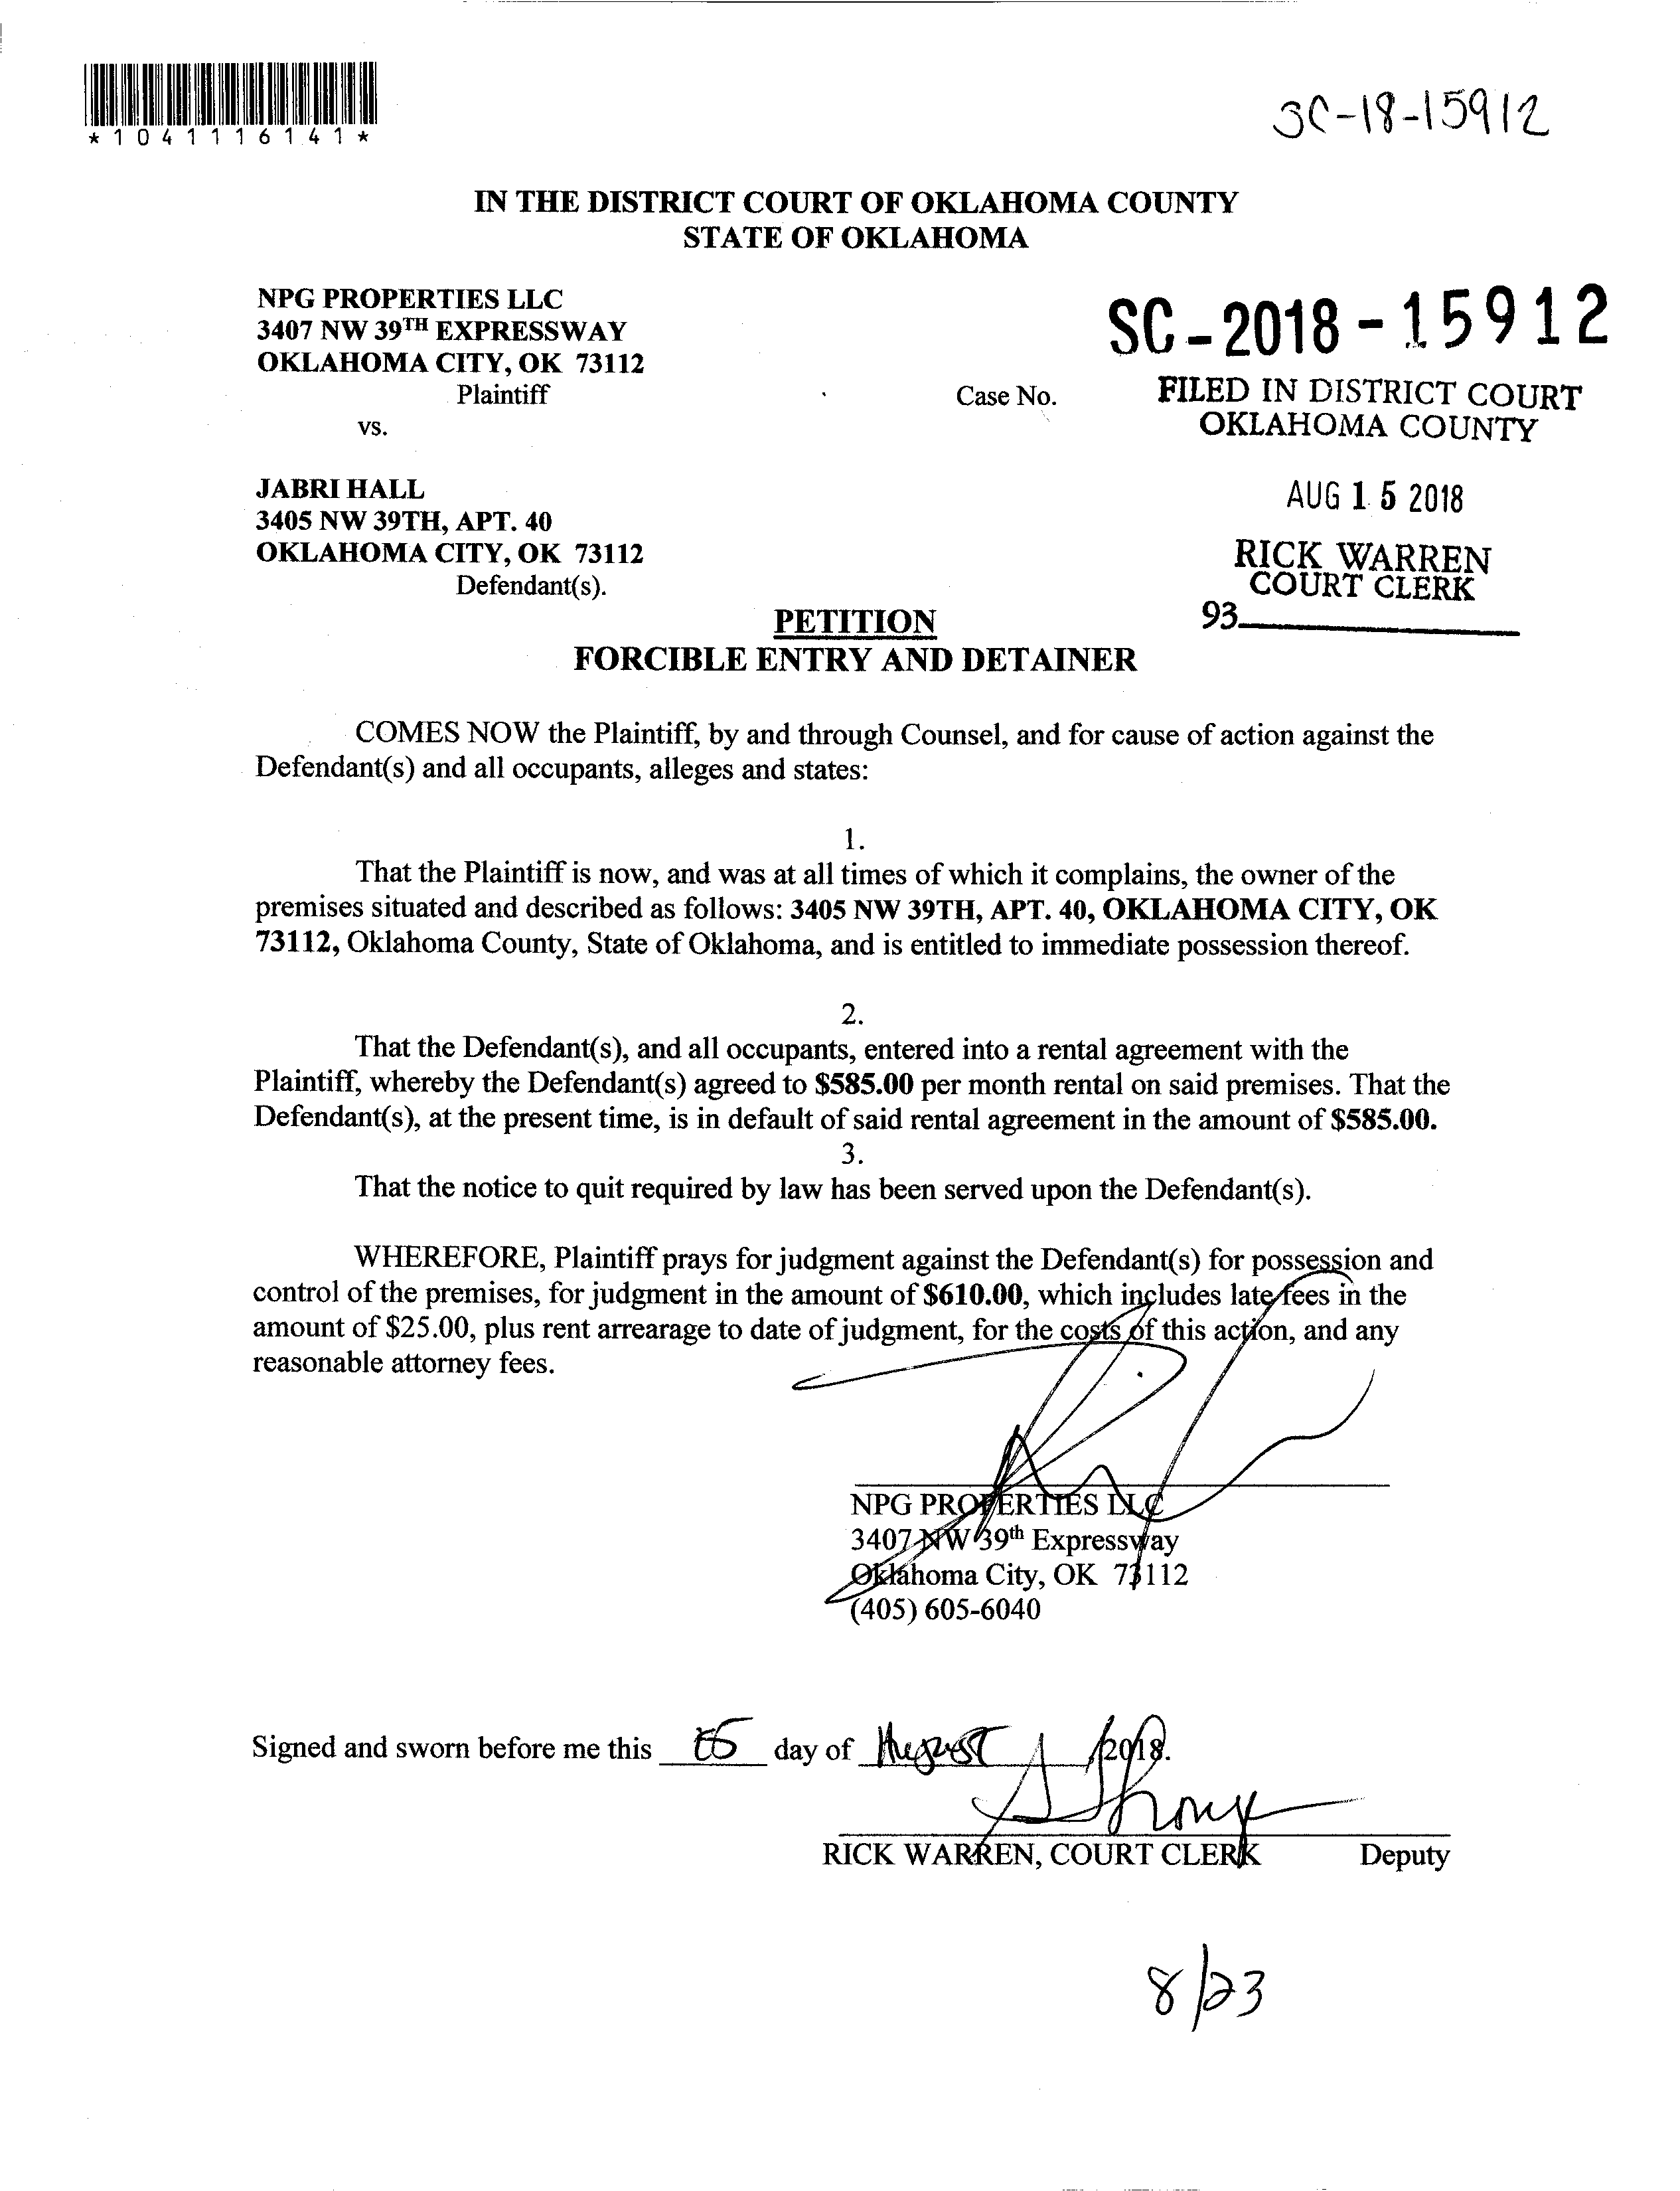 *1041116141*
SC-18-15912
IN THE DISTRICT COURT OF OKLAHOMA COUNTY
STATE OF OKLAHOMA
NPG PROPERTIES LLC
3407 NW 39TH EXPRESSWAY
OKLAHOMA CITY, OK 73112
Plaintiff
vs.
Case No.
SC-2018-15912
FILED IN DISTRICT COURT
OKLAHOMA COUNTY
AUG 15 2018
RICK WARREN
COURT CLERK
93
JABRI HALL
3405 NW 39TH, APT. 40
OKLAHOMA CITY, OK 73112
Defendant(s).
PETITION
FORCIBLE ENTRY AND DETAINER
COMES NOW the Plaintiff, by and through Counsel, and for cause of action against the
Defendant(s) and all occupants, alleges and states:
1.
That the Plaintiff is now, and was at all times of which it complains, the owner of the
premises situated and described as follows: 3405 NW 39TH, APT. 40, OKLAHOMA CITY, OK
73112, Oklahoma County, State of Oklahoma, and is entitled to immediate possession thereof.
2.
That the Defendant(s), and all occupants, entered into a rental agreement with the
Plaintiff, whereby the Defendant(s) agreed to $585.00 per month rental on said premises. That the
Defendant(s), at the present time, is in default of said rental agreement in the amount of $585.00.
3.
That the notice to quit required by law has been served upon the Defendant(s).
WHEREFORE, Plaintiff prays for judgment against the Defendant(s) for possession and
control of the premises, for judgment in the amount of $610.00, which includes late fees in the
amount of $25.00, plus rent arrearage to date of judgment, for the costs of this action, and any
reasonable attorney fees.
NPG PROPERTIES LLC
3407 NW 39th Expressway
Oklahoma City, OK 73112
(405) 605-6040
Signed and sworn before me this 15 day of August, 2018.
RICK WARREN, COURT CLERK Deputy
8/23